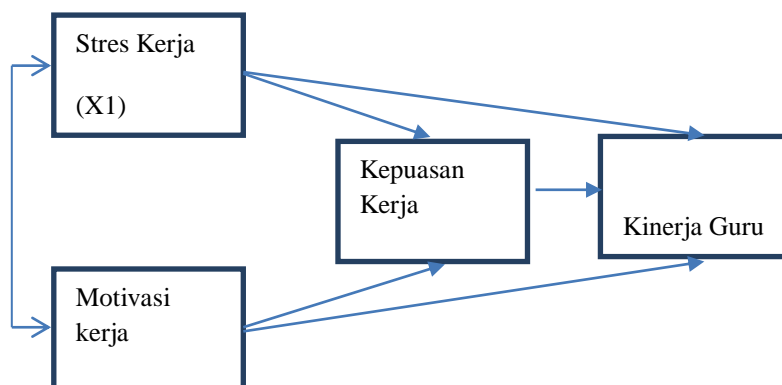 Stres Kerja
(X1)
Kepuasan
Kerja
Kinerja Guru
Motivasi
kerja